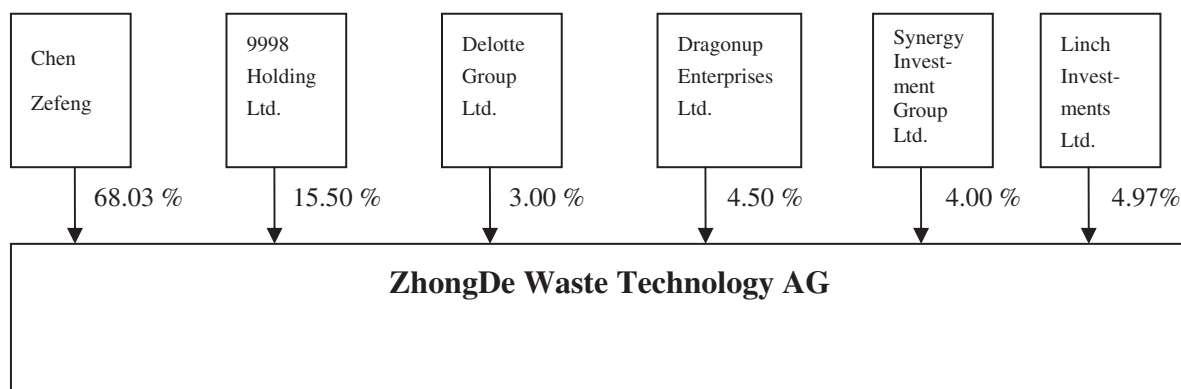 Chen
Zefeng
9998
Holding
Ltd.
Delotte
Group
Ltd.
Dragonup
Enterprises
Ltd.
Synergy
Invest-
ment
Group
Ltd.
Linch
Invest-
ments
Ltd.
68.03 %
15.50 %
3.00 %
4.50 %
4.00 %
4.97%
ZhongDe Waste Technology AG